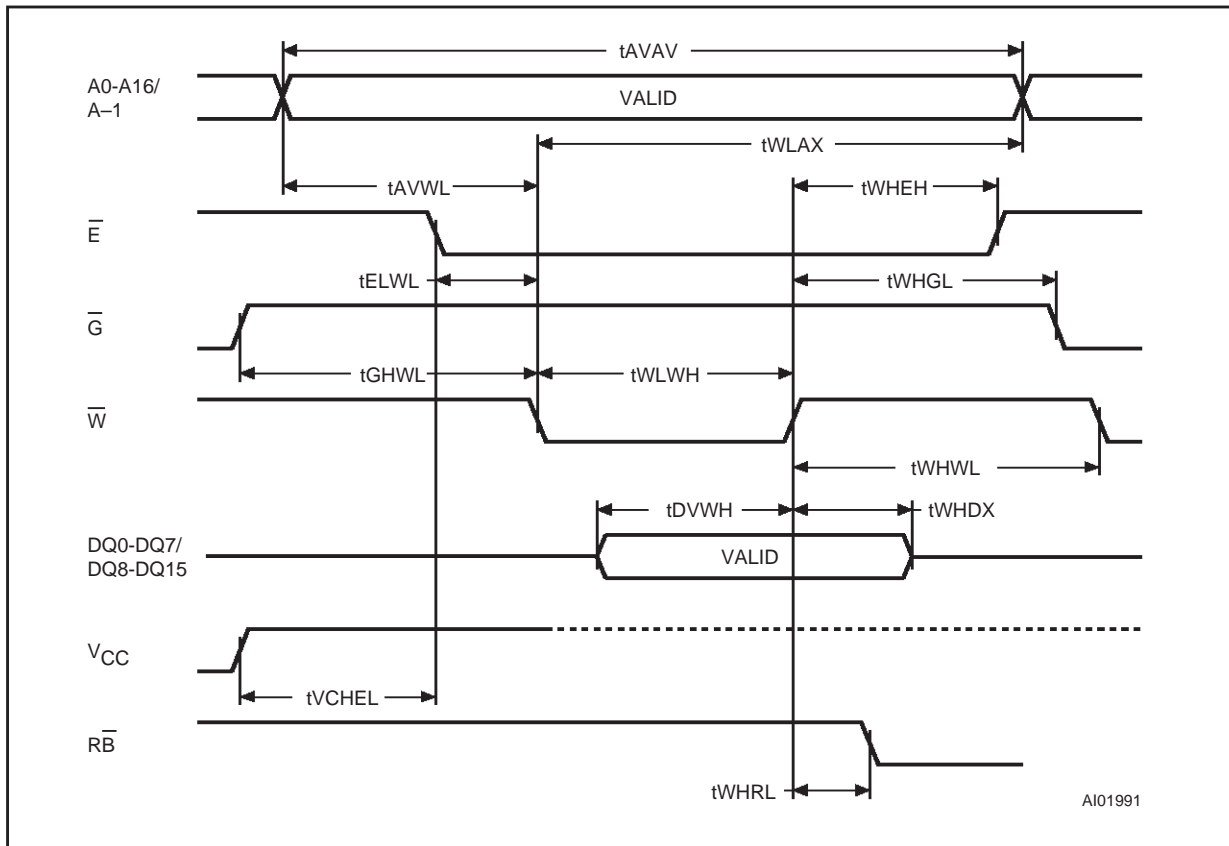 tAVAV
A0-A16/
A–1
VALID
tWLAX
tAVWL
tWHEH
E̅
tELWL
tWHGL
G̅
tGHWL
tWLWH
W̅
tWHWL
tDVWH
tWHDX
DQ0-DQ7/
DQ8-DQ15
VALID
VCC
tVCHEL
RB̅
tWHRL
AI01991